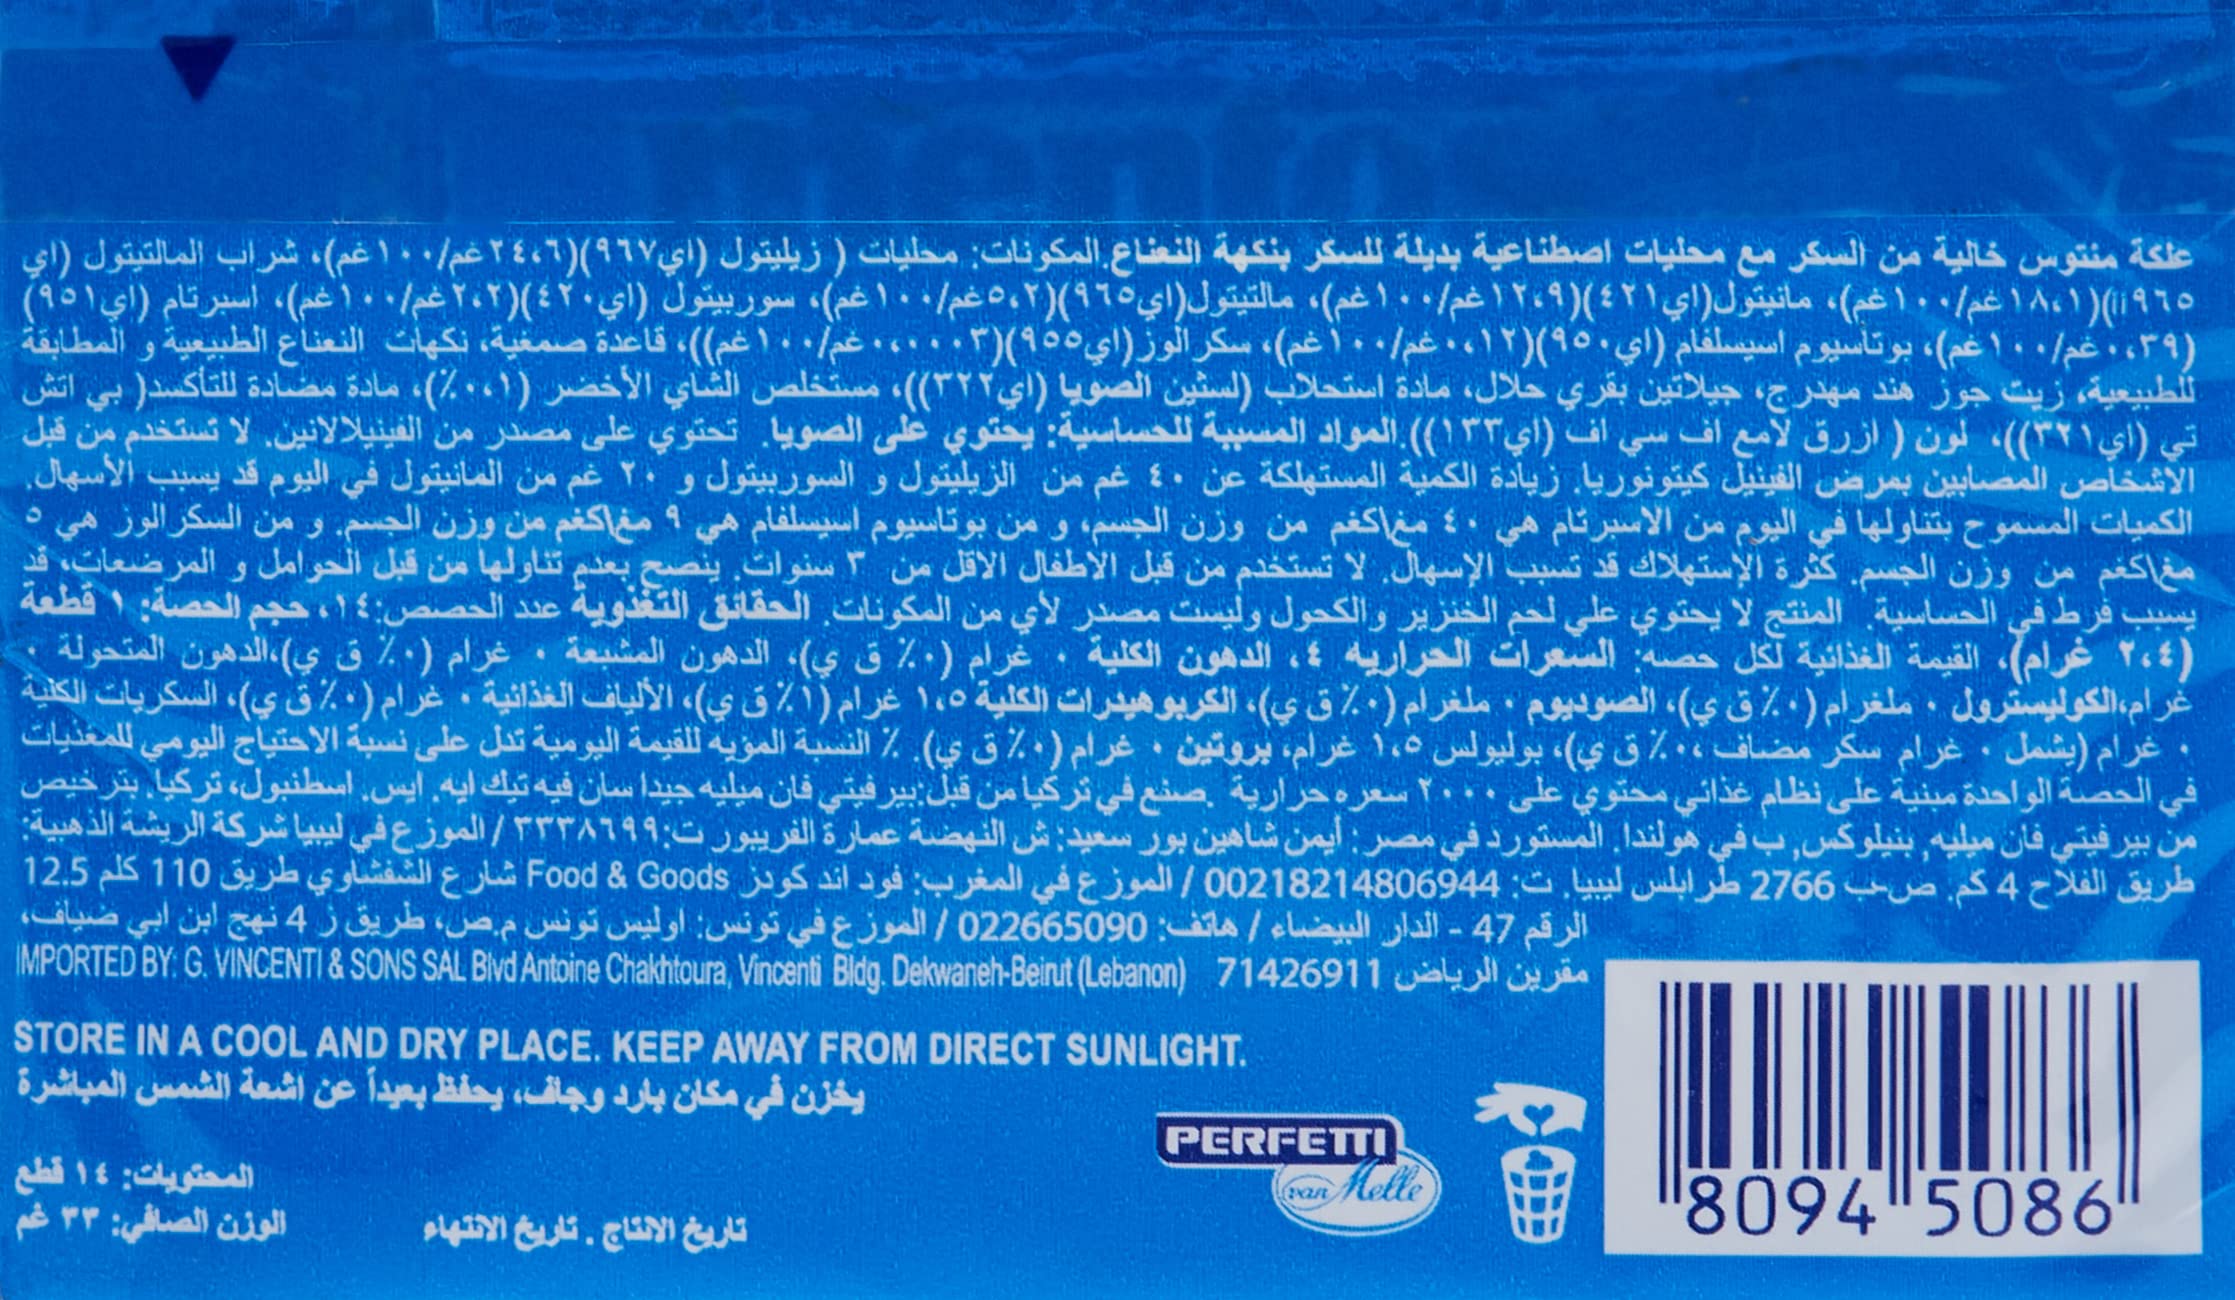 علكة منتوس خالية من السكر مع محليات اصطناعية بديلة للسكر بنكهة النعناع.المكونات: محليات ( زيليتول (اي٩٦٧)(٢٤،٦غم/١٠٠غم)، شراب المالتيتول (اي
٩٦٥ii)(١٨،١غم/١٠٠غم)، مانيتول(اي٤٢١)(١٢،٩غم/١٠٠غم)، مالتيتول(اي٩٦٥)(٥،٢غم/١٠٠غم)، سوربيتول (اي٤٢٠)(٢،٢غم/١٠٠غم)، اسبرتام (اي٩٥١)
(٠،٣٩غم/١٠٠غم)، بوتأسيوم اسيسلفام (اي٩٥٠)(٠،١٢غم/١٠٠غم)، سكر الوز(اي٩٥٥)(٠،٠٠٠٣غم/١٠٠غم))، قاعدة صمغية، نكهات النعناع الطبيعية و المطابقة
للطبيعية، زيت جوز هند مهدرج، جيلاتين بقري حلال، مادة استحلاب (لسثين الصويا (اي٣٢٢))، مستخلص الشاي الأخضر (٠،١٪)، مادة مضادة للتأكسد( بي اتش
تي (اي٣٢١))، لون ( ازرق لامع اف سي اف (اي١٣٣)).المواد المسببة للحساسية: يحتوي على الصويا. تحتوي على مصدر من الفينيلالانين. لا تستخدم من قبل
الاشخاص المصابين بمرض الفينيل كيتونوريا. زيادة الكمية المستهلكة عن ٤٠ غم من الزيليتول و السوربيتول و ٢٠ غم من المانيتول في اليوم قد يسبب الأسهال.
الكميات المسموح بتناولها في اليوم من الاسبرتام هي ٤٠ مغ\كغم من وزن الجسم، و من بوتاسيوم اسيسلفام هي ٩ مغ\كغم من وزن الجسم. و من السكرالوز هي ٥
مغ\كغم من وزن الجسم. كثرة الإستهلاك قد تسبب الإسهال. لا تستخدم من قبل الاطفال الاقل من ٣ سنوات. ينصح بعدم تناولها من قبل الحوامل و المرضعات، قد
يسبب فرط في الحساسية. المنتج لا يحتوي على لحم الخنزير والكحول وليست مصدر لأي من المكونات. الحقائق التغذوية عدد الحصص:١٤، حجم الحصة: ١ قطعة
(٢،٤ غرام)، القيمة الغذائية لكل حصه: السعرات الحراريه ٤، الدهون الكلية ٠ غرام (٠٪ ق ي)، الدهون المشبعة ٠ غرام (٠٪ ق ي)،الدهون المتحولة ٠
غرام،الكوليسترول ٠ ملغرام (٠٪ ق ي)، الصوديوم ٠ ملغرام (٠٪ ق ي)، الكربوهيدرات الكلية ١،٥ غرام (١٪ ق ي)، الألياف الغذائية ٠ غرام (٠٪ ق ي)، السكريات الكلية
٠ غرام (يشمل ٠ غرام سكر مضاف ،٠٪ ق ي)، بوليولس ١،٥ غرام، بروتين ٠ غرام (٠٪ ق ي). ٪ النسبة المؤيه للقيمة اليومية تدل على نسبة الاحتياج اليومي للمغذيات
في الحصة الواحدة مبنية على نظام غذائي محتوي على ٢٠٠٠ سعره حرارية .صنع في تركيا من قبل:بيرفيتي فان ميليه جيدا سان فيه تيك ايه. ايس. اسطنبول، تركيا. بترخيص
من بيرفيتي فان ميليه, بنيلوكس, ب في هولندا. المستورد في مصر: أيمن شاهين بور سعيد: ش النهضة عمارة الفريبور ت:٣٣٣٨٦٩٩ / الموزع في ليبيا شركة الريشة الذهبية:
طريق الفلاح 4 كم. ص-ب 2766 طرابلس ليبيا. ت: 00218214806944 / الموزع في المغرب: فود اند كودز Food & Goods شارع الشفشاوي طريق 110 كلم 12.5
الرقم 47 - الدار البيضاء / هاتف: 022665090 / الموزع في تونس: اوليس تونس م.ص، طريق ز 4 نهج ابن ابي ضياف،
مقرين الرياض 71426911 IMPORTED BY: G. VINCENTI & SONS SAL Blvd Antoine Chakhtoura, Vincenti Bldg. Dekwaneh-Beirut (Lebanon)
STORE IN A COOL AND DRY PLACE. KEEP AWAY FROM DIRECT SUNLIGHT.
يخزن في مكان بارد وجاف، يحفظ بعيداً عن اشعة الشمس المباشرة
المحتويات: ١٤ قطع
الوزن الصافي: ٣٣ غم
تاريخ الانتاج . تاريخ الانتهاء
PERFETTI
van Melle
8094 5086